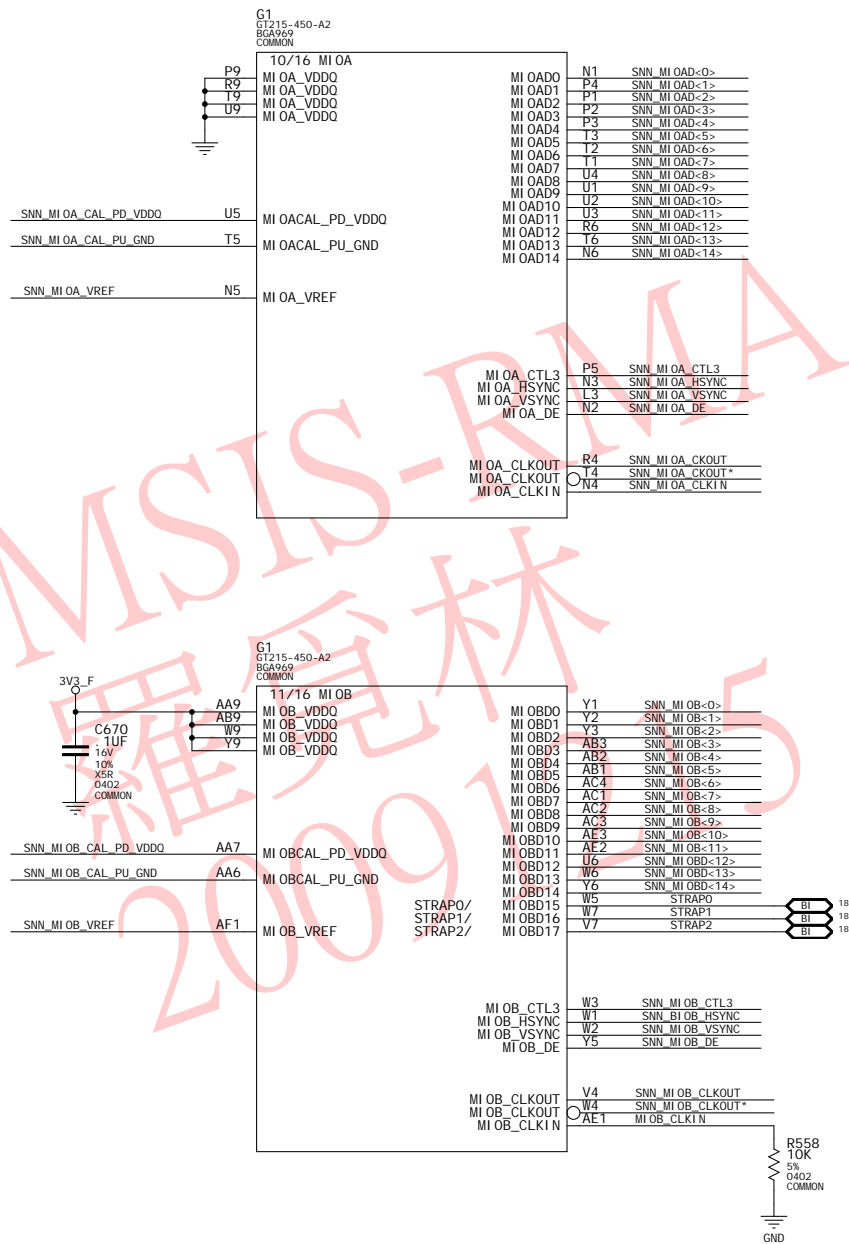 G1
GT215-450-A2
BGA969
COMMON
10/16 MIOA
P9 MIOA_VDDQ
R9 MIOA_VDDQ
T9 MIOA_VDDQ
U9 MIOA_VDDQ
SNN_MIOA_CAL_PD_VDDQ U5 MIOACAL_PD_VDDQ
SNN_MIOA_CAL_PU_GND T5 MIOACAL_PU_GND
SNN_MIOA_VREF N5 MIOA_VREF
MIOAD0 N1 SNN_MIOAD<0>
MIOAD1 P4 SNN_MIOAD<1>
MIOAD2 P1 SNN_MIOAD<2>
MIOAD3 P2 SNN_MIOAD<3>
MIOAD4 P3 SNN_MIOAD<4>
MIOAD5 T3 SNN_MIOAD<5>
MIOAD6 T2 SNN_MIOAD<6>
MIOAD7 T1 SNN_MIOAD<7>
MIOAD8 U4 SNN_MIOAD<8>
MIOAD9 U1 SNN_MIOAD<9>
MIOAD10 U2 SNN_MIOAD<10>
MIOAD11 U3 SNN_MIOAD<11>
MIOAD12 R6 SNN_MIOAD<12>
MIOAD13 T6 SNN_MIOAD<13>
MIOAD14 N6 SNN_MIOAD<14>
MIOA_CTL3 P5 SNN_MIOA_CTL3
MIOA_HSYNC N3 SNN_MIOA_HSYNC
MIOA_VSYNC L3 SNN_MIOA_VSYNC
MIOA_DE N2 SNN_MIOA_DE
MIOA_CLKOUT R4 SNN_MIOA_CKOUT
MIOA_CLKOUT T4 SNN_MIOA_CKOUT*
MIOA_CLKIN N4 SNN_MIOA_CLKIN
MSIS-RMA
羅覓林
20091215
G1
GT215-450-A2
BGA969
COMMON
11/16 MIOB
3V3_F
AA9 MIOB_VDDQ
AB9 MIOB_VDDQ
W9 MIOB_VDDQ
Y9 MIOB_VDDQ
C670
.1UF
16V
10%
X5R
0402
COMMON
SNN_MIOB_CAL_PD_VDDQ AA7 MIOBCAL_PD_VDDQ
SNN_MIOB_CAL_PU_GND AA6 MIOBCAL_PU_GND
SNN_MIOB_VREF AF1 MIOB_VREF
MIOBD0 Y1 SNN_MIOB<0>
MIOBD1 Y2 SNN_MIOB<1>
MIOBD2 Y3 SNN_MIOB<2>
MIOBD3 AB3 SNN_MIOB<3>
MIOBD4 AB2 SNN_MIOB<4>
MIOBD5 AB1 SNN_MIOB<5>
MIOBD6 AC4 SNN_MIOB<6>
MIOBD7 AC1 SNN_MIOB<7>
MIOBD8 AC2 SNN_MIOB<8>
MIOBD9 AC3 SNN_MIOB<9>
MIOBD10 AE3 SNN_MIOB<10>
MIOBD11 AE2 SNN_MIOB<11>
MIOBD12 U6 SNN_MIOBD<12>
MIOBD13 W6 SNN_MIOBD<13>
MIOBD14 Y6 SNN_MIOBD<14>
STRAP0/ MIOBD15 W5 STRAP0 BI 18
STRAP1/ MIOBD16 W7 STRAP1 BI 18
STRAP2/ MIOBD17 V7 STRAP2 BI 18
MIOB_CTL3 W3 SNN_MIOB_CTL3
MIOB_HSYNC W1 SNN_BIOB_HSYNC
MIOB_VSYNC W2 SNN_MIOB_VSYNC
MIOB_DE Y5 SNN_MIOB_DE
MIOB_CLKOUT V4 SNN_MIOB_CLKOUT
MIOB_CLKOUT W4 SNN_MIOB_CLKOUT*
MIOB_CLKIN AE1 MIOB_CLKIN
R558
10K
5%
0402
COMMON
GND